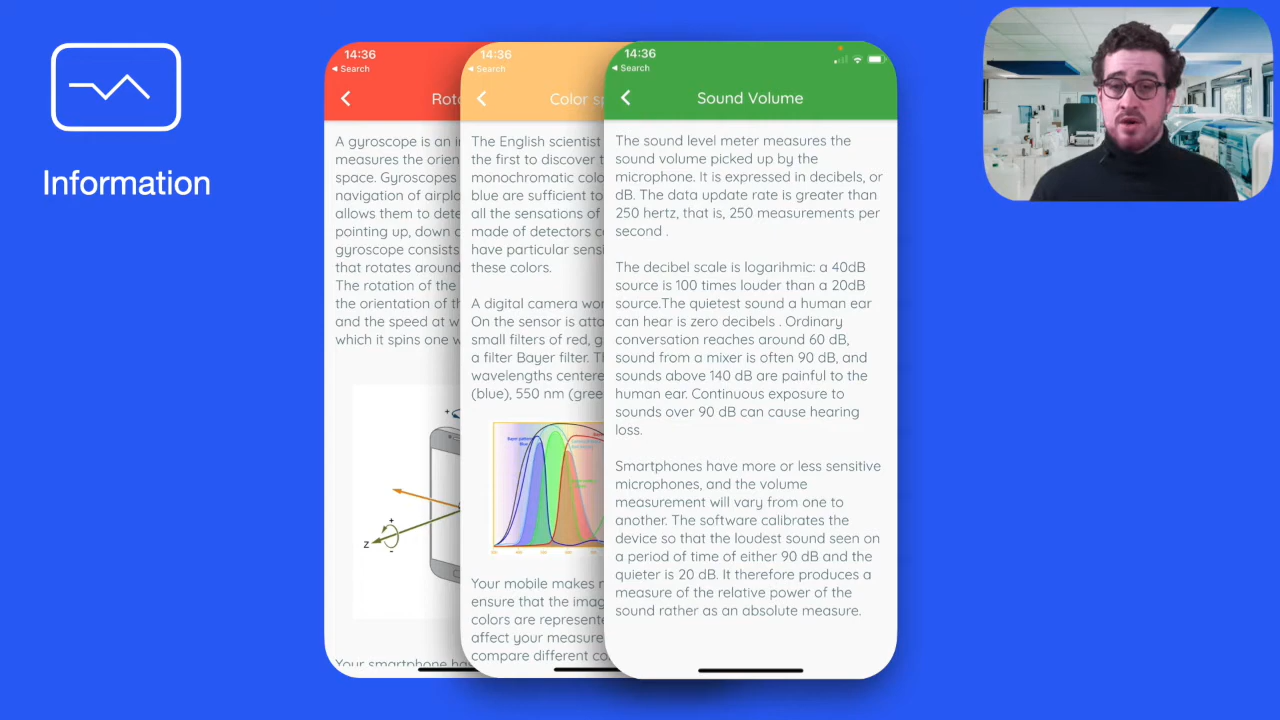 Information
14:36
Search
Roto
A gyroscope is an in
measures the orien
space. Gyroscopes
navigation of airpla
allows them to dete
pointing up, down o
gyroscope consists
that rotates around
The rotation of the
the orientation of th
and the speed at w
which it spins one w
+
+
Z
-
Your smartphone ha
14:36
Search
Color sp
The English scientist
the first to discover t
monochromatic colo
blue are sufficient to
all the sensations of
made of detectors co
have particular sensi
these colors.
A digital camera wor
On the sensor is atta
small filters of red, g
a filter Bayer filter. Th
wavelengths centere
(blue), 550 nm (gree
Your mobile makes m
ensure that the imag
colors are represente
affect your measure
compare different co
14:36
Search
Sound Volume
The sound level meter measures the
sound volume picked up by the
microphone. It is expressed in decibels, or
dB. The data update rate is greater than
250 hertz, that is, 250 measurements per
second .
The decibel scale is logarihmic: a 40dB
source is 100 times louder than a 20dB
source.The quietest sound a human ear
can hear is zero decibels . Ordinary
conversation reaches around 60 dB,
sound from a mixer is often 90 dB, and
sounds above 140 dB are painful to the
human ear. Continuous exposure to
sounds over 90 dB can cause hearing
loss.
Smartphones have more or less sensitive
microphones, and the volume
measurement will vary from one to
another. The software calibrates the
device so that the loudest sound seen on
a period of time of either 90 dB and the
quieter is 20 dB. It therefore produces a
measure of the relative power of the
sound rather as an absolute measure.